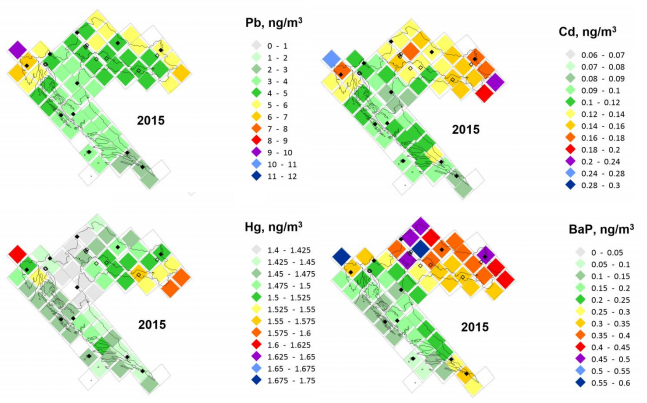 Pb, ng/m³
0 - 1
1 - 2
2 - 3
3 - 4
4 - 5
5 - 6
6 - 7
7 - 8
8 - 9
9 - 10
10 - 11
11 - 12
2015
Cd, ng/m³
0.06 - 0.07
0.07 - 0.08
0.08 - 0.09
0.09 - 0.1
0.1 - 0.12
0.12 - 0.14
0.14 - 0.16
0.16 - 0.18
0.18 - 0.2
0.2 - 0.24
0.24 - 0.28
0.28 - 0.3
2015
Hg, ng/m³
1.4 - 1.425
1.425 - 1.45
1.45 - 1.475
1.475 - 1.5
1.5 - 1.525
1.525 - 1.55
1.55 - 1.575
1.575 - 1.6
1.6 - 1.625
1.625 - 1.65
1.65 - 1.675
1.675 - 1.75
2015
BaP, ng/m³
0 - 0.05
0.05 - 0.1
0.1 - 0.15
0.15 - 0.2
0.2 - 0.25
0.25 - 0.3
0.3 - 0.35
0.35 - 0.4
0.4 - 0.45
0.45 - 0.5
0.5 - 0.55
0.55 - 0.6
2015